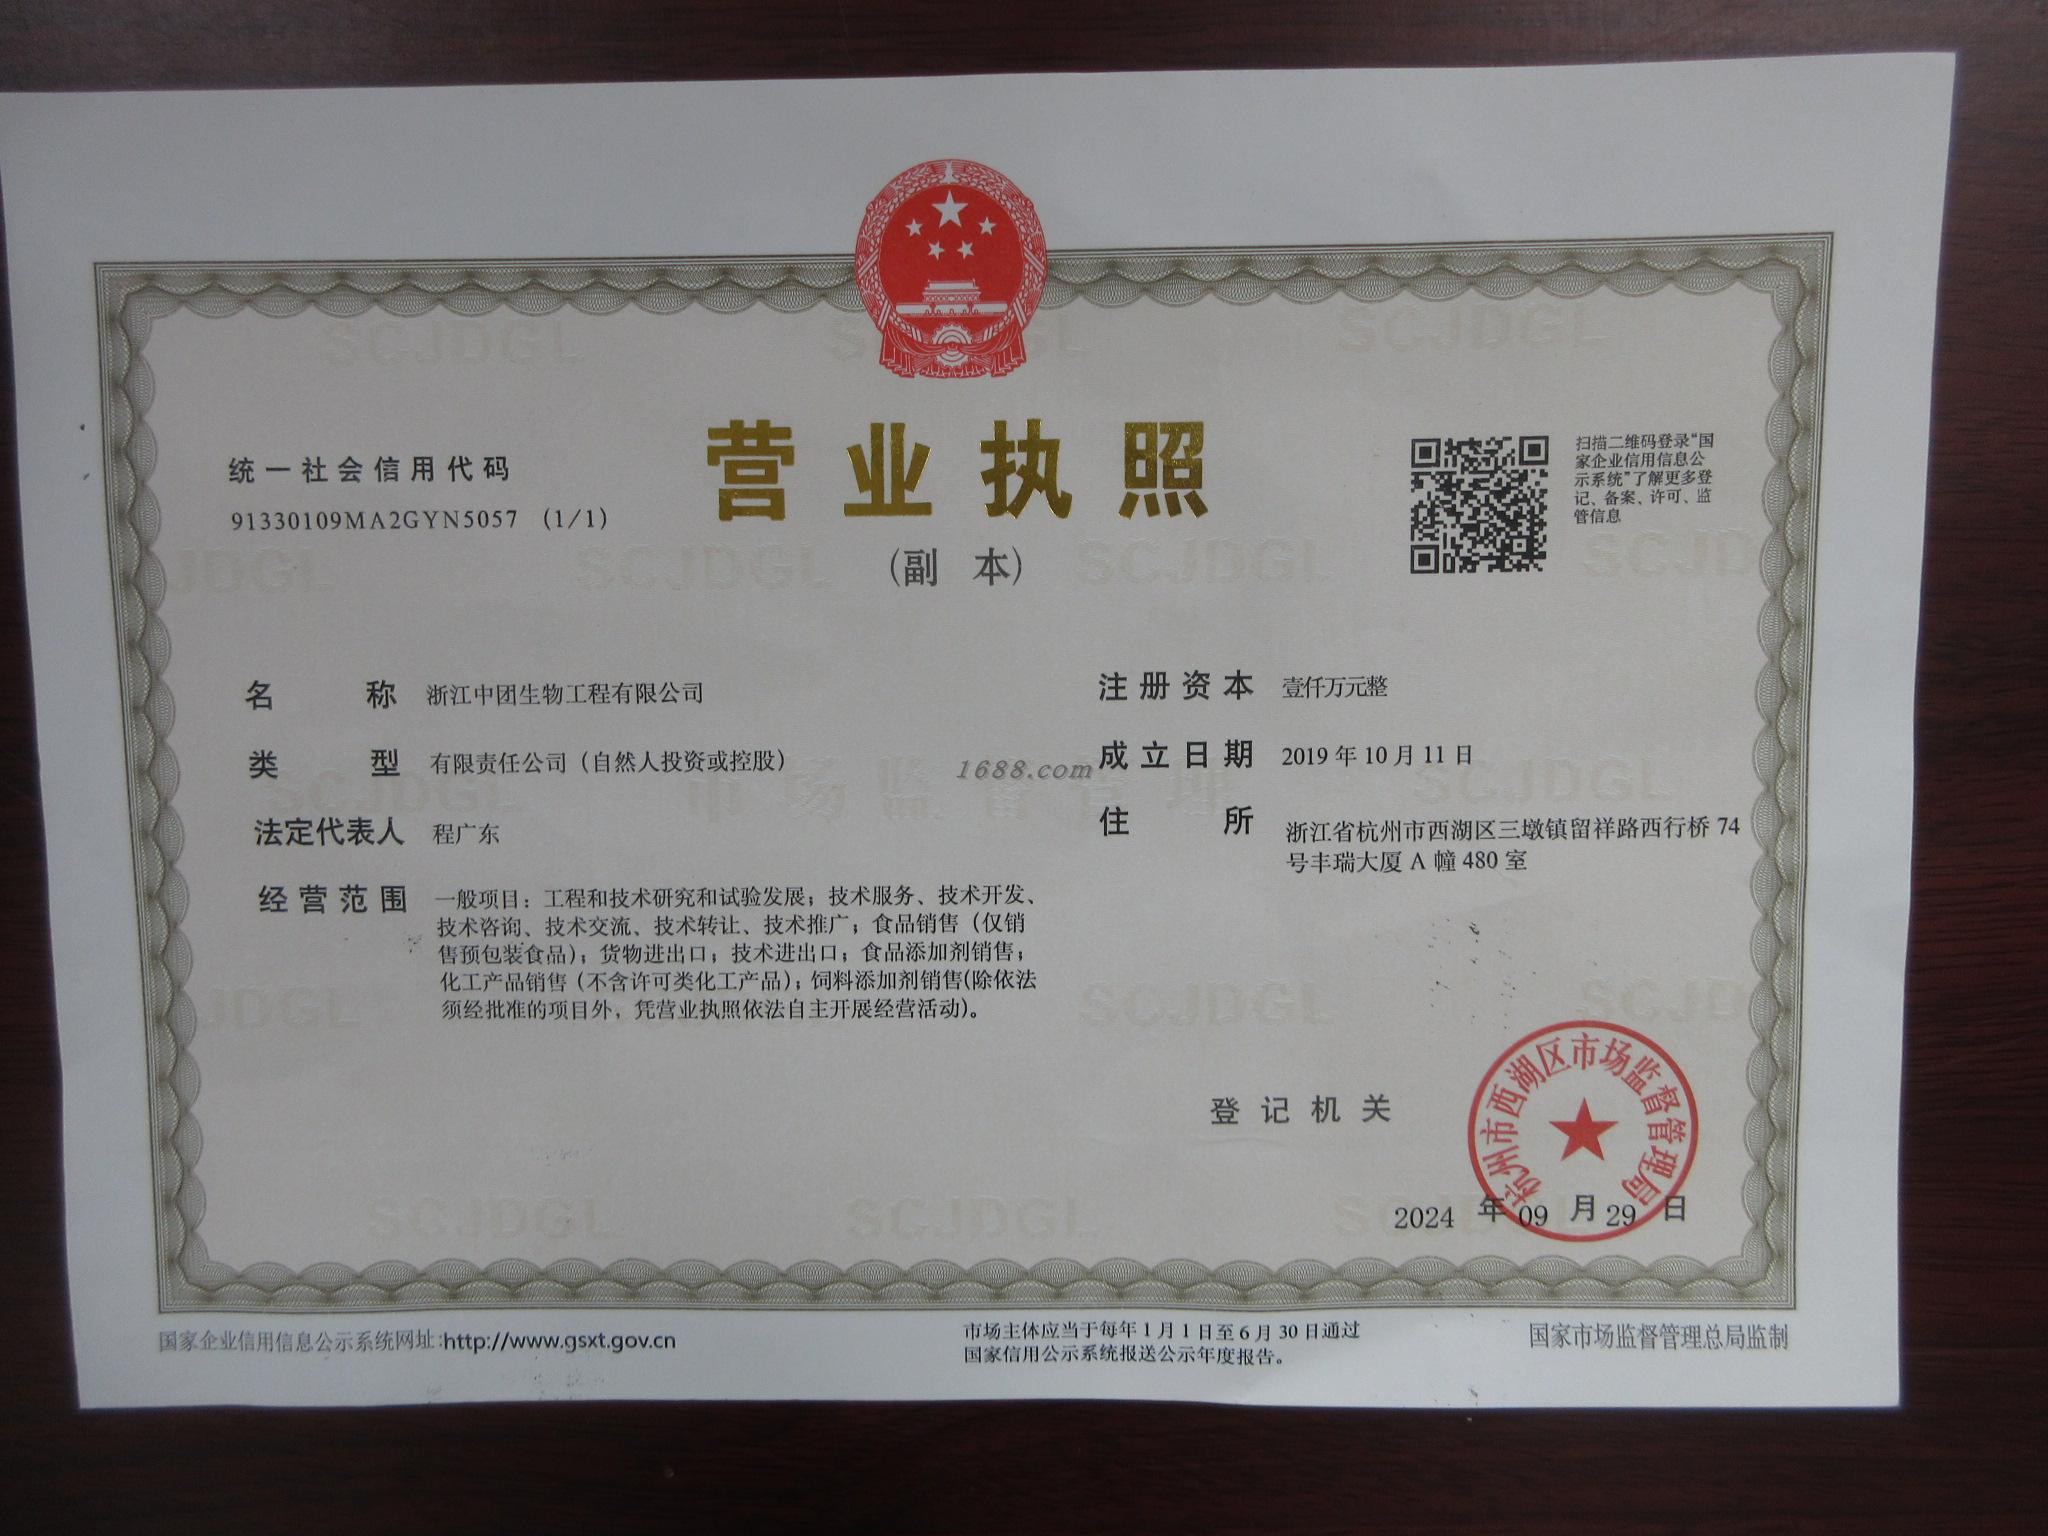 营业执照
(副 本)
统一社会信用代码
91330109MA2GYN5057 (1/1)
扫描二维码登录“国
家企业信用信息公
示系统”了解更多登
记、备案、许可、监
管信息
名 称 浙江中团生物工程有限公司
类 型 有限责任公司（自然人投资或控股）
法定代表人 程广东
经营范围 一般项目：工程和技术研究和试验发展；技术服务、技术开发、
技术咨询、技术交流、技术转让、技术推广；食品销售（仅销
售预包装食品）；货物进出口；技术进出口；食品添加剂销售；
化工产品销售（不含许可类化工产品）；饲料添加剂销售(除依法
须经批准的项目外，凭营业执照依法自主开展经营活动)。
注册资本 壹仟万元整
成立日期 2019年10月11日
住 所 浙江省杭州市西湖区三墩镇留祥路西行桥74
号丰瑞大厦A幢480室
1688.com
市场监督管理
SCJDGL
登记机关
杭州市西湖区市场监督管理局
2024 年 09 月 29 日
国家企业信用信息公示系统网址:http://www.gsxt.gov.cn
市场主体应当于每年1月1日至6月30日通过
国家信用公示系统报送公示年度报告。
国家市场监督管理总局监制